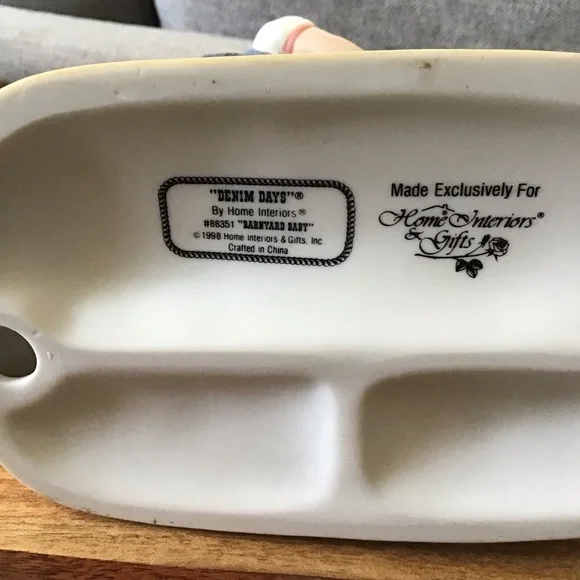 "DENIM DAYS"®
By Home Interiors®
#88351 "BARNYARD BABY"
©1998 Home Interiors & Gifts, Inc
Crafted in China
Made Exclusively For
Home Interiors®
& Gifts